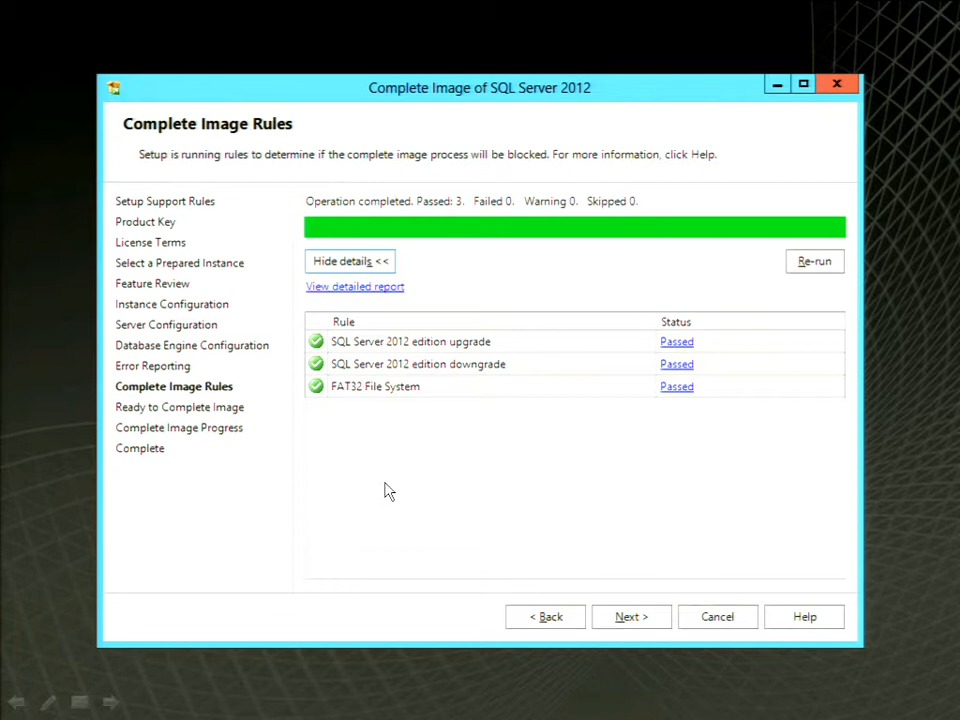 Complete Image of SQL Server 2012
Complete Image Rules
Setup is running rules to determine if the complete image process will be blocked. For more information, click Help.
Setup Support Rules
Product Key
License Terms
Select a Prepared Instance
Feature Review
Instance Configuration
Server Configuration
Database Engine Configuration
Error Reporting
Complete Image Rules
Ready to Complete Image
Complete Image Progress
Complete
Operation completed. Passed: 3. Failed 0. Warning 0. Skipped 0.
Hide details <<
Re-run
View detailed report
Rule Status
SQL Server 2012 edition upgrade Passed
SQL Server 2012 edition downgrade Passed
FAT32 File System Passed
< Back Next > Cancel Help